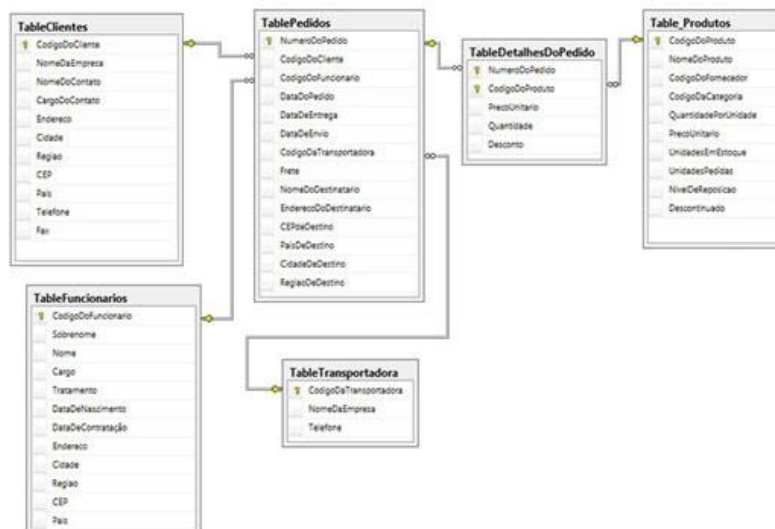 TableClientes
CodigoDoCliente
NomeDaEmpresa
NomeDoContato
CargoDoContato
Endereco
Cidade
Regiao
CEP
Pais
Telefone
Fax
TablePedidos
NumeroDoPedido
CodigoDoCliente
CodigoDoFuncionario
DataDoPedido
DataDeEntrega
DataDeEnvio
CodigoDaTransportadora
Frete
NomeDoDestinatario
EnderecoDoDestinatario
CEPdeDestino
PaisDeDestino
CidadeDeDestino
RegiaoDeDestino
TableDetalhesDoPedido
NumeroDoPedido
CodigoDoProduto
PrecoUnitario
Quantidade
Desconto
Table_Produtos
CodigoDoProduto
NomeDoProduto
CodigoDoFornecedor
CodigoDaCategoria
QuantidadePorUnidade
PrecoUnitario
UnidadesEmEstoque
UnidadesPedidas
NivelDeReposicao
Descontinuado
TableFuncionarios
CodigoDoFuncionario
Sobrenome
Nome
Cargo
Tratamento
DataDeNascimento
DataDeContratação
Endereco
Cidade
Regiao
CEP
Pais
TableTransportadora
CodigoDaTransportadora
NomeDaEmpresa
Telefone